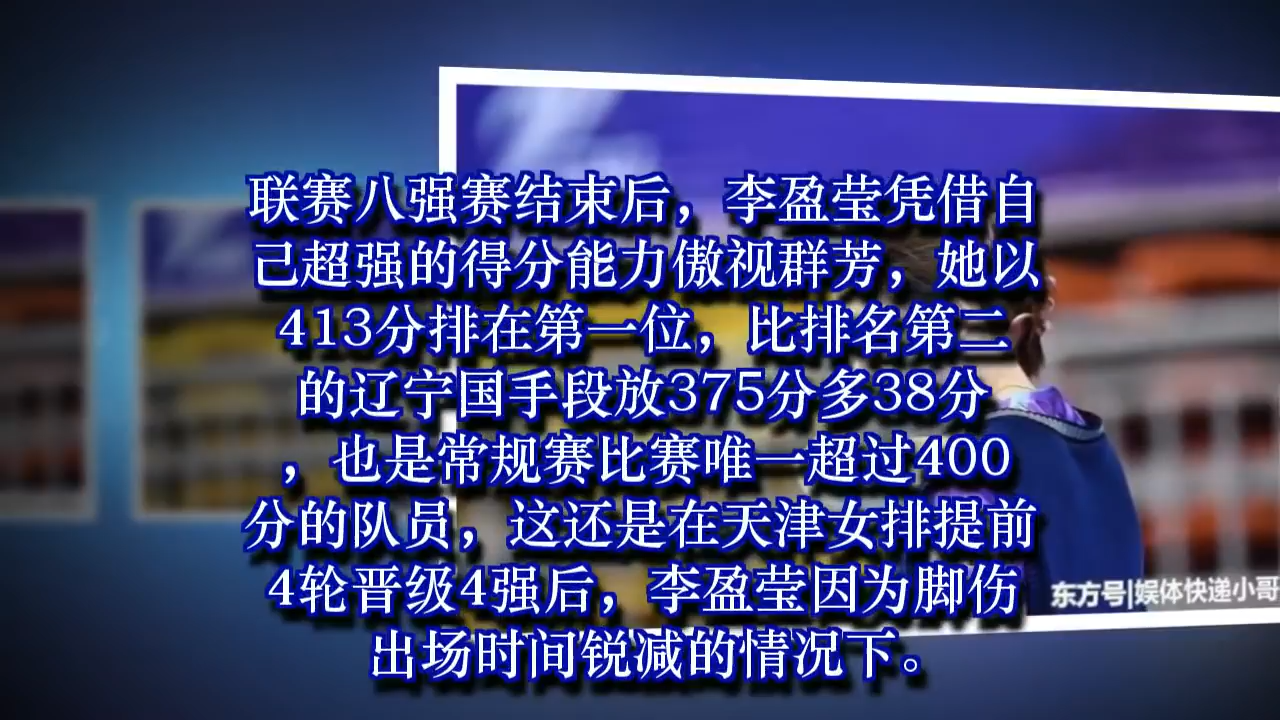 联赛八强赛结束后，李盈莹凭借自
己超强的得分能力傲视群芳，她以
413分排在第一位，比排名第二
的辽宁国手段放375分多38分
，也是常规赛比赛唯一超过400
分的队员，这还是在天津女排提前
4轮晋级4强后，李盈莹因为脚伤
出场时间锐减的情况下。
东方号|娱体快递小哥